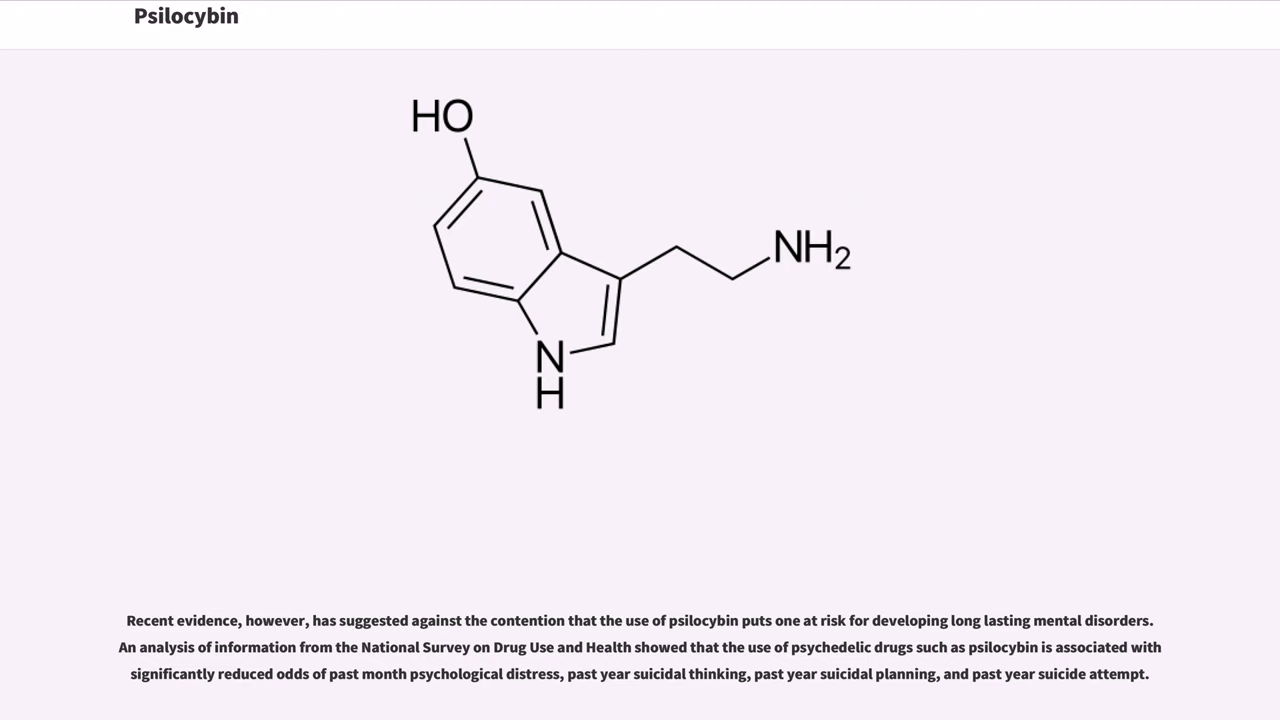 Psilocybin
HO
NH2
N
H
Recent evidence, however, has suggested against the contention that the use of psilocybin puts one at risk for developing long lasting mental disorders.
An analysis of information from the National Survey on Drug Use and Health showed that the use of psychedelic drugs such as psilocybin is associated with
significantly reduced odds of past month psychological distress, past year suicidal thinking, past year suicidal planning, and past year suicide attempt.